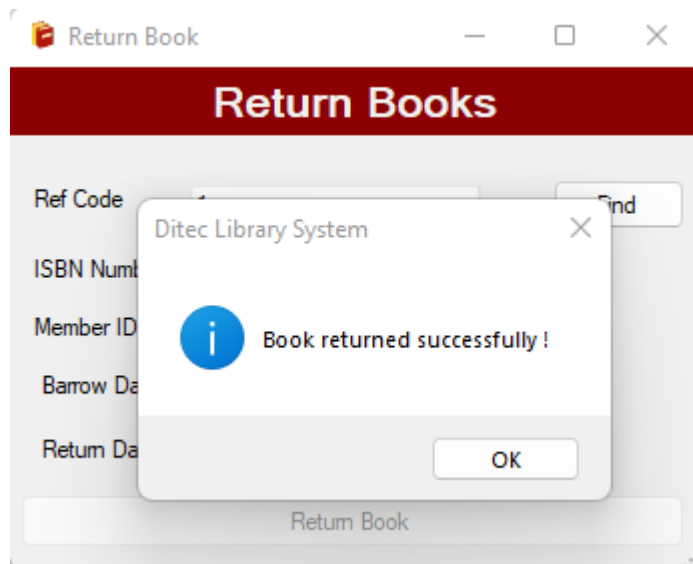 Return Book
Return Books
Ref Code
Find
Ditec Library System
ISBN Numb
Member ID
Book returned successfully !
Barrow Da
Return Da
OK
Return Book